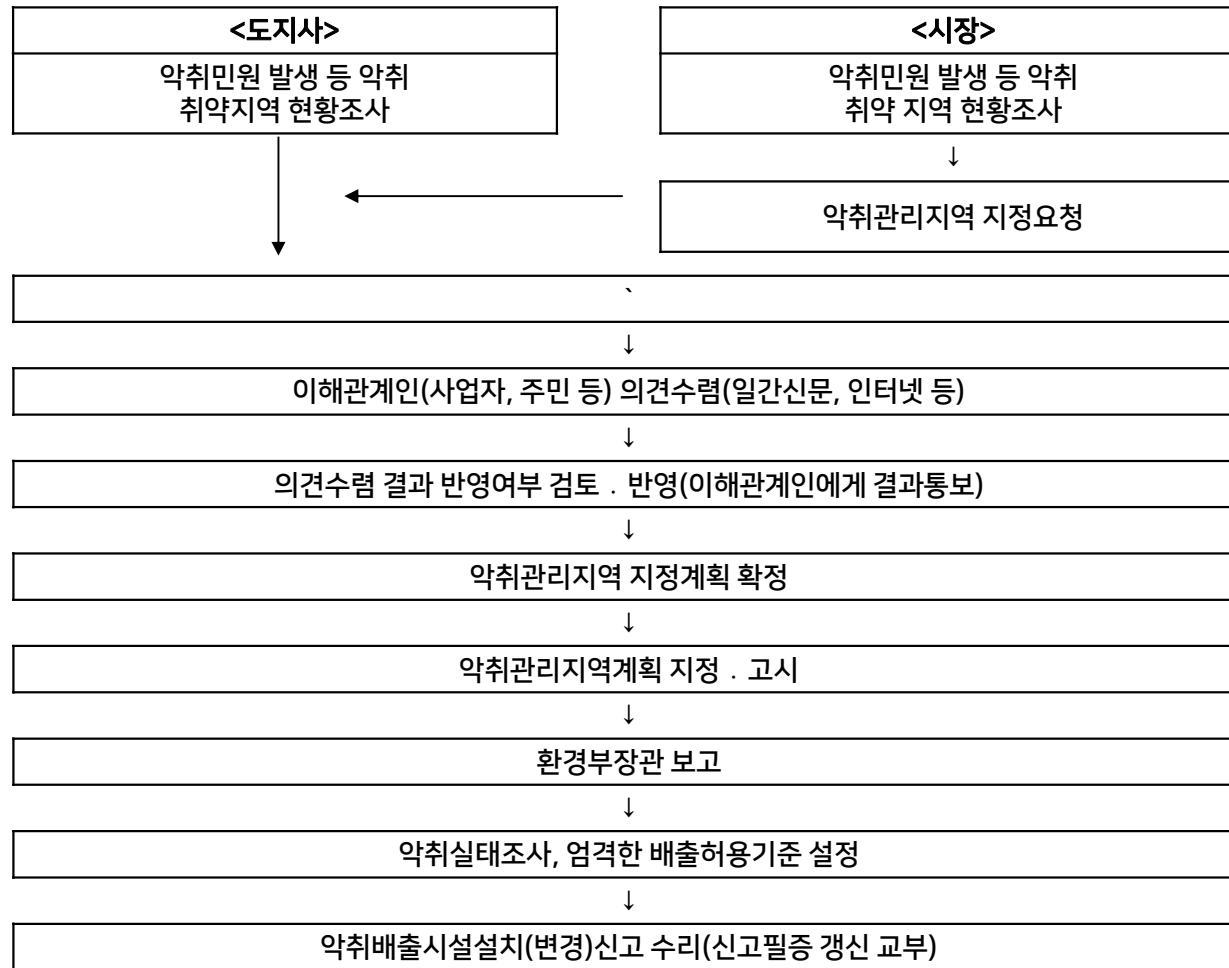 <도지사>
악취민원 발생 등 악취
취약지역 현황조사
<시장>
악취민원 발생 등 악취
취약 지역 현황조사
↓
악취관리지역 지정요청
`
↓
이해관계인(사업자, 주민 등) 의견수렴(일간신문, 인터넷 등)
↓
의견수렴 결과 반영여부 검토 . 반영(이해관계인에게 결과통보)
↓
악취관리지역 지정계획 확정
↓
악취관리지역계획 지정 . 고시
↓
환경부장관 보고
↓
악취실태조사, 엄격한 배출허용기준 설정
↓
악취배출시설설치(변경)신고 수리(신고필증 갱신 교부)